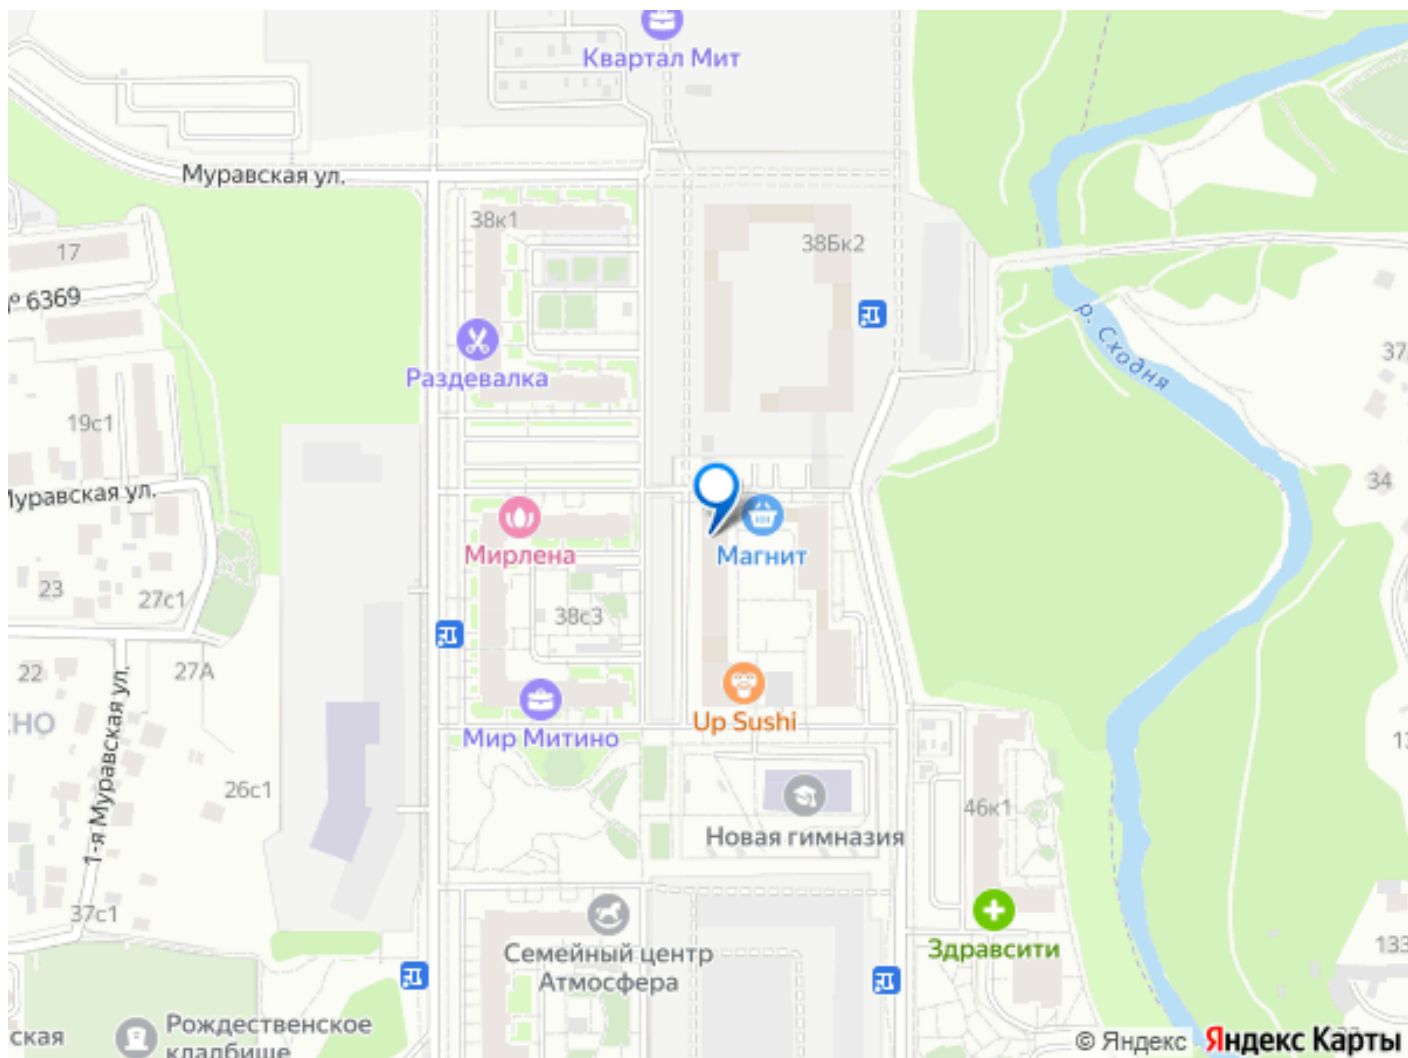 Квартал Мит
Муравская ул.
38к1
38Бк2
17
№ 6369
р. Сходня
Раздевалка
19с1
34
Муравская ул.
Мирлена
Магнит
23
27с1
38с3
22
27А
Up Sushi
Мир Митино
1-я Муравская ул.
26с1
Новая гимназия
46к1
37с1
Семейный центр
Атмосфера
Здравсити
Рождественское
кладбище
ская
© Яндекс Яндекс Карты